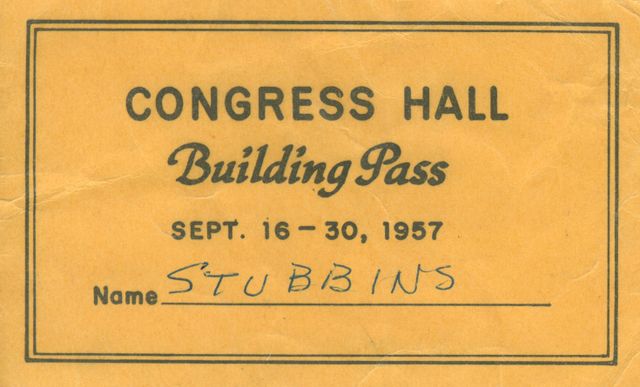 CONGRESS HALL
Building Pass
SEPT. 16 - 30, 1957
Name STUBBINS